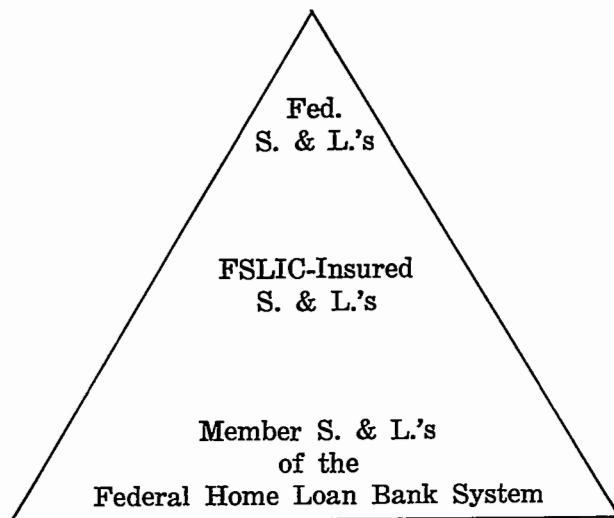 Fed.
S. & L.'s
FSLIC-Insured
S. & L.'s
Member S. & L.'s
of the
Federal Home Loan Bank System